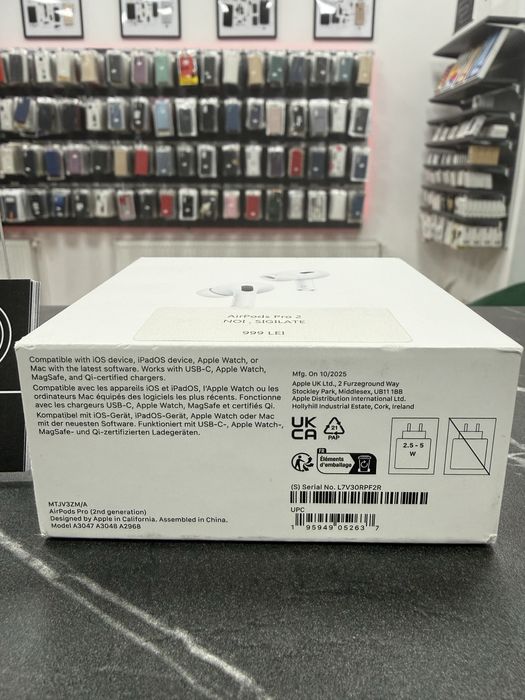 AirPods Pro 2
NOI, SIGILATE
999 LEI
Compatible with iOS device, iPadOS device, Apple Watch, or
Mac with the latest software. Works with USB-C, Apple Watch,
MagSafe, and Qi-certified chargers.
Compatible avec les appareils iOS et iPadOS, l'Apple Watch ou les
ordinateurs Mac équipés des logiciels les plus récents. Fonctionne
avec les chargeurs USB-C, Apple Watch, MagSafe et certifiés Qi.
Kompatibel mit iOS-Gerät, iPadOS-Gerät, Apple Watch oder Mac
mit der neuesten Software. Funktioniert mit USB-C-, Apple Watch-,
MagSafe- und Qi-zertifizierten Ladegeräten.
Mfg. On 10/2025
Apple UK Ltd., 2 Furzeground Way
Stockley Park, Middlesex, UB11 1BB
Apple Distribution International Ltd.
Hollyhill Industrial Estate, Cork, Ireland
UK
CA
21
PAP
FR
Éléments
d'emballage
2.5 - 5
W
(S) Serial No. L7V30RPF2R
UPC
1 95949 05263 7
MTJV3ZM/A
AirPods Pro (2nd generation)
Designed by Apple in California. Assembled in China.
Model A3047 A3048 A2968